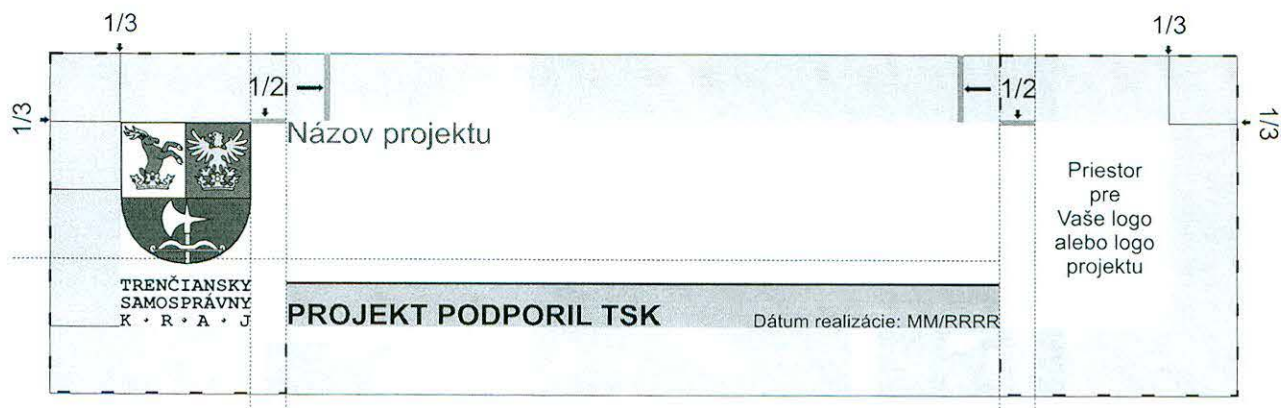 1/3
1/3
1/3
1/2
1/2
1/3
Názov projektu
Priestor
pre
Vaše logo
alebo logo
projektu
TRENČIANSKY
SAMOSPRÁVNY
K · R · A · J
PROJEKT PODPORIL TSK
Dátum realizácie: MM/RRRR